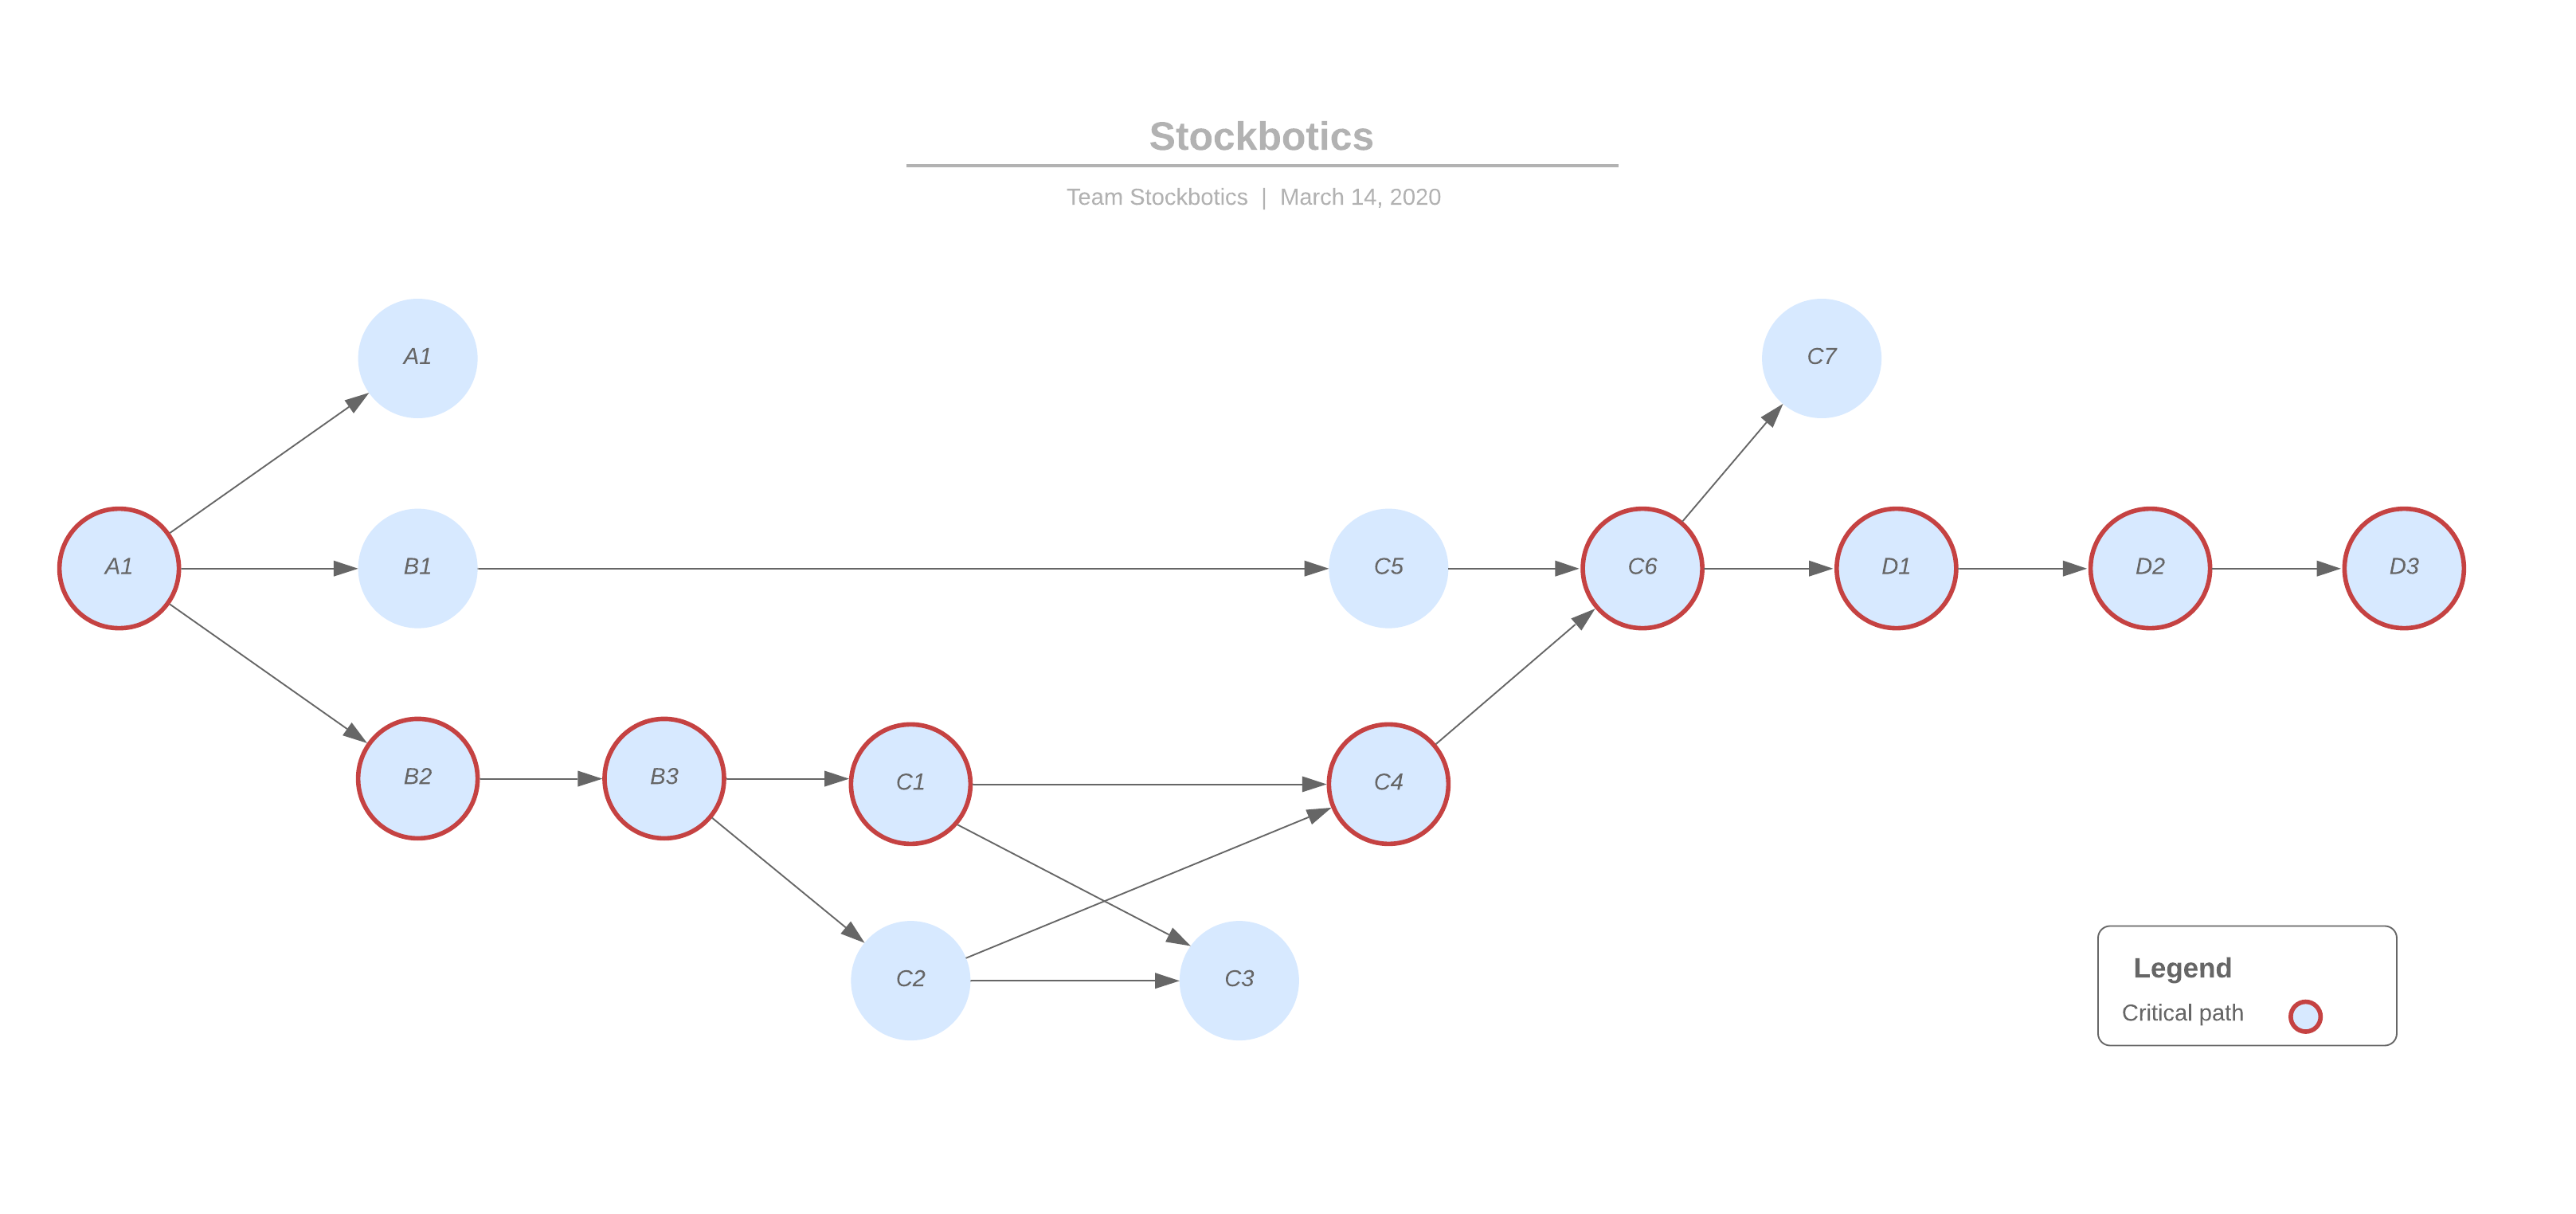 Stockbotics
Team Stockbotics | March 14, 2020
A1
C7
A1
B1
C5
C6
D1
D2
D3
B2
B3
C1
C4
C2
C3
Legend
Critical path